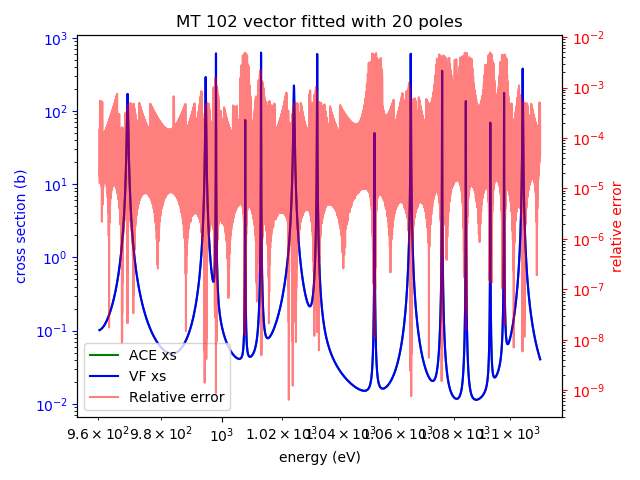 MT 102 vector fitted with 20 poles
10³
10²
10¹
10⁰
10⁻¹
10⁻²
cross section (b)
10⁻²
10⁻³
10⁻⁴
10⁻⁵
10⁻⁶
10⁻⁷
10⁻⁸
10⁻⁹
relative error
ACE xs
VF xs
Relative error
9.6 × 10² 9.8 × 10² 10³ 1.02 × 10³ 1.04 × 10³ 1.06 × 10³ 1.08 × 10³ 1.1 × 10³
energy (eV)